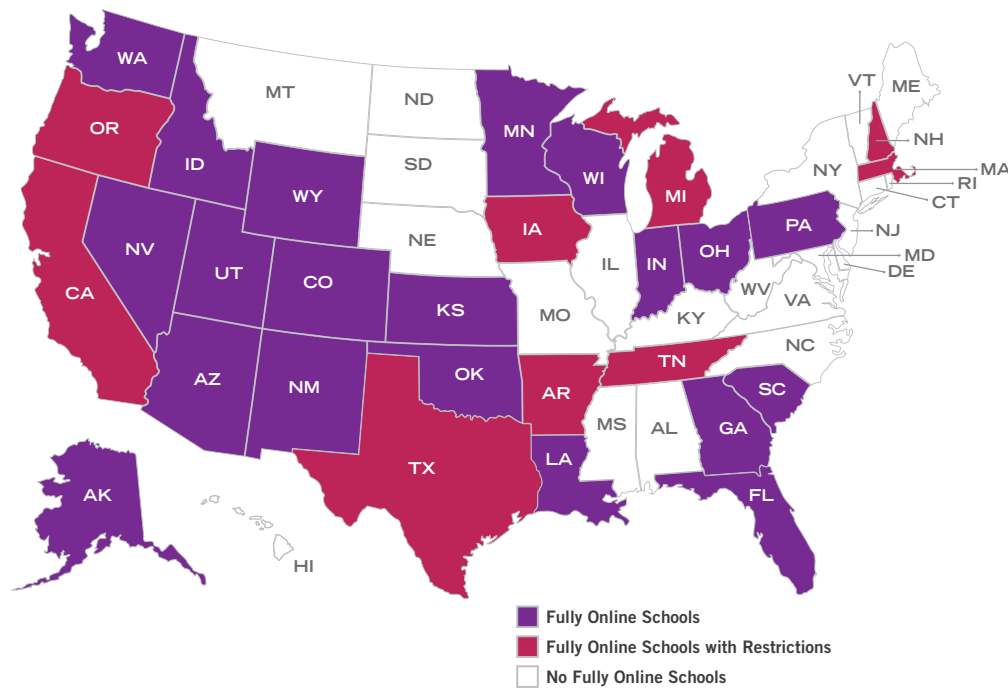 WA
MT
ND
MN
VT
ME
OR
ID
SD
WI
MI
NH
NY
MA
RI
CT
WY
NE
IA
PA
NJ
NV
UT
CO
IL
IN
OH
MD
DE
CA
KS
MO
KY
WV
VA
NC
AZ
NM
OK
AR
TN
SC
MS
AL
GA
TX
LA
FL
AK
HI
Fully Online Schools
Fully Online Schools with Restrictions
No Fully Online Schools